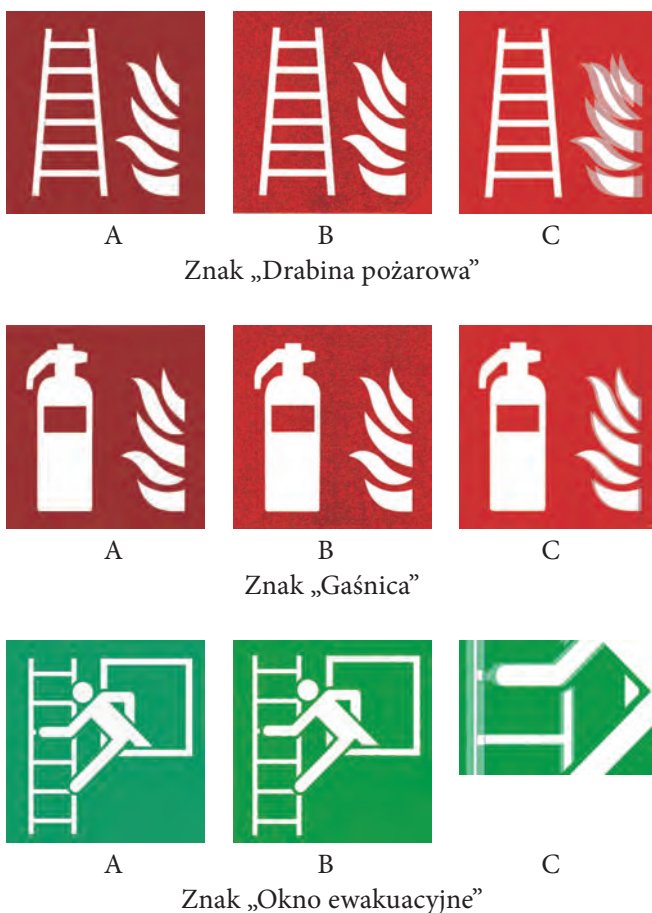 A B C
Znak „Drabina pożarowa”
A B C
Znak „Gaśnica”
A B C
Znak „Okno ewakuacyjne”